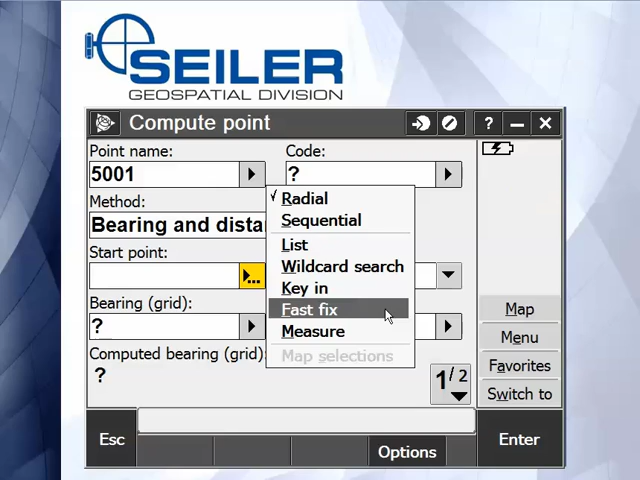 SEILER
GEOSPATIAL DIVISION
Compute point
?
Point name:
Code:
5001
?
Method:
Bearing and dista
Start point:
Bearing (grid):
?
Computed bearing (grid):
?
Radial
Sequential
List
Wildcard search
Key in
Fast fix
Measure
Map selections
1/2
Map
Menu
Favorites
Switch to
Esc
Options
Enter